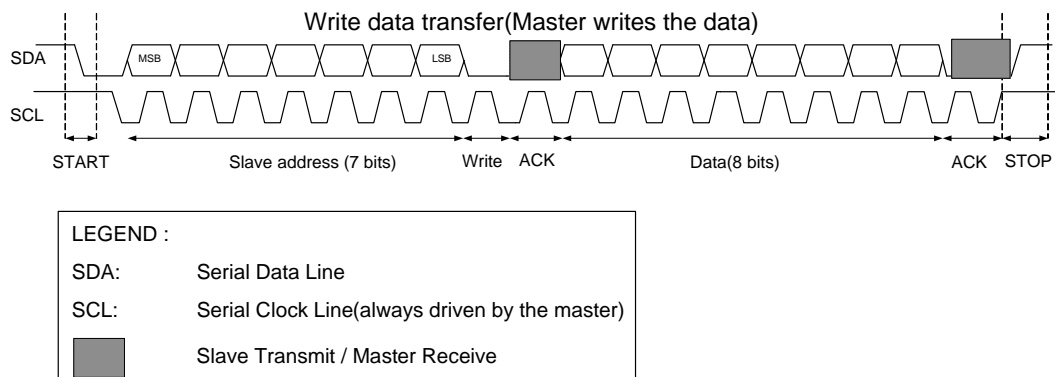 Write data transfer(Master writes the data)
SDA
MSB
LSB
SCL
START
Slave address (7 bits)
Write
ACK
Data(8 bits)
ACK
STOP
LEGEND :
SDA: Serial Data Line
SCL: Serial Clock Line(always driven by the master)
Slave Transmit / Master Receive